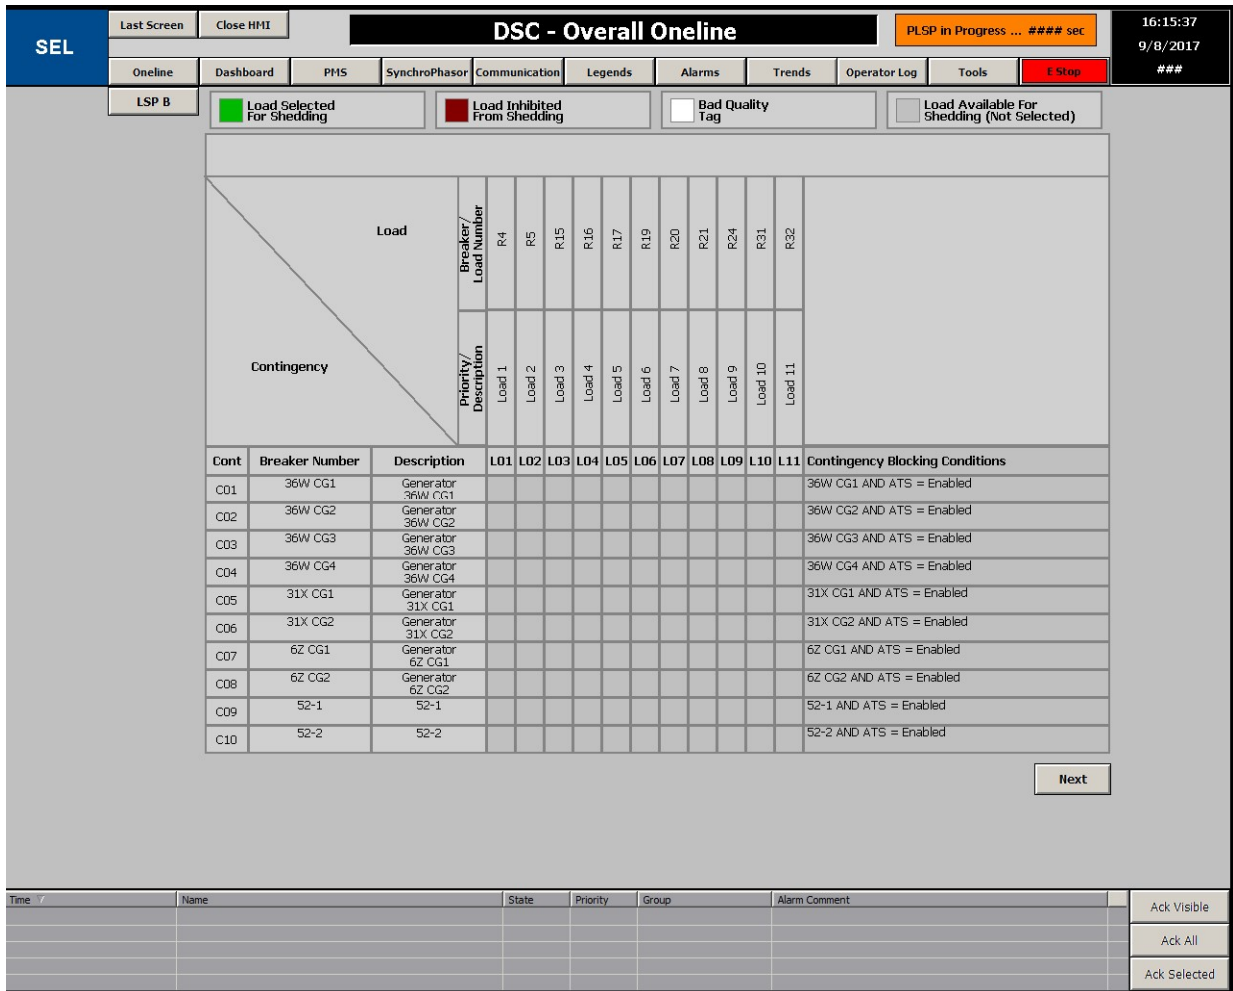 SEL
Last Screen
Close HMI
DSC - Overall Oneline
PLSP in Progress ... #### sec
16:15:37
9/8/2017
###
Oneline
Dashboard
PMS
SynchroPhasor
Communication
Legends
Alarms
Trends
Operator Log
Tools
E Stop
LSP B
Load Selected
For Shedding
Load Inhibited
From Shedding
Bad Quality
Tag
Load Available For
Shedding (Not Selected)
Load
Contingency
Breaker/
Load Number
R4
R5
R15
R16
R17
R19
R20
R21
R24
R31
R32
Priority/
Description
Load 1
Load 2
Load 3
Load 4
Load 5
Load 6
Load 7
Load 8
Load 9
Load 10
Load 11
Cont Breaker Number Description L01 L02 L03 L04 L05 L06 L07 L08 L09 L10 L11 Contingency Blocking Conditions
C01 36W CG1 Generator 36W CG1 36W CG1 AND ATS = Enabled
C02 36W CG2 Generator 36W CG2 36W CG2 AND ATS = Enabled
C03 36W CG3 Generator 36W CG3 36W CG3 AND ATS = Enabled
C04 36W CG4 Generator 36W CG4 36W CG4 AND ATS = Enabled
C05 31X CG1 Generator 31X CG1 31X CG1 AND ATS = Enabled
C06 31X CG2 Generator 31X CG2 31X CG2 AND ATS = Enabled
C07 6Z CG1 Generator 6Z CG1 6Z CG1 AND ATS = Enabled
C08 6Z CG2 Generator 6Z CG2 6Z CG2 AND ATS = Enabled
C09 52-1 52-1 52-1 AND ATS = Enabled
C10 52-2 52-2 52-2 AND ATS = Enabled
Next
Time Name State Priority Group Alarm Comment
Ack Visible
Ack All
Ack Selected